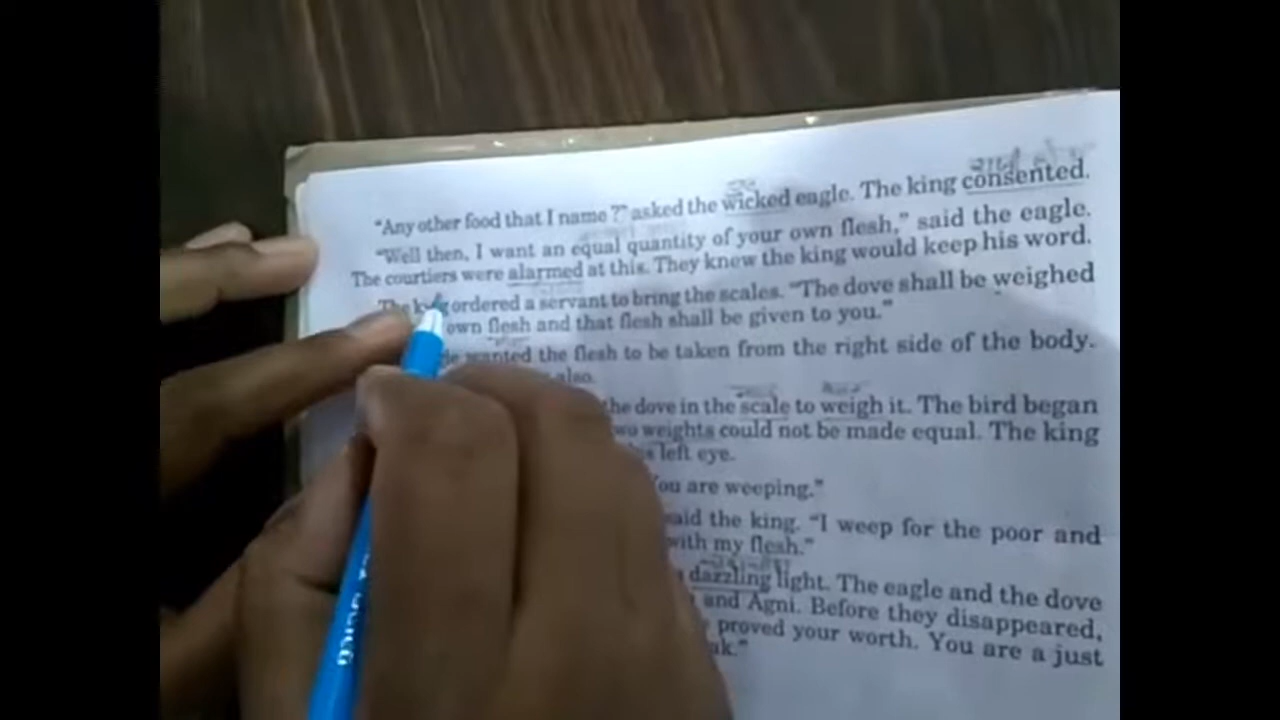 "Any other food that I name ?" asked the wicked eagle. The king consented.
"Well then, I want an equal quantity of your own flesh," said the eagle.
The courtiers were alarmed at this. They knew the king would keep his word.
The king ordered a servant to bring the scales. "The dove shall be weighed
own flesh and that flesh shall be given to you."
wanted the flesh to be taken from the right side of the body.
also.
the dove in the scale to weigh it. The bird began
two weights could not be made equal. The king
left eye.
You are weeping."
said the king. "I weep for the poor and
with my flesh."
dazzling light. The eagle and the dove
and Agni. Before they disappeared,
proved your worth. You are a just